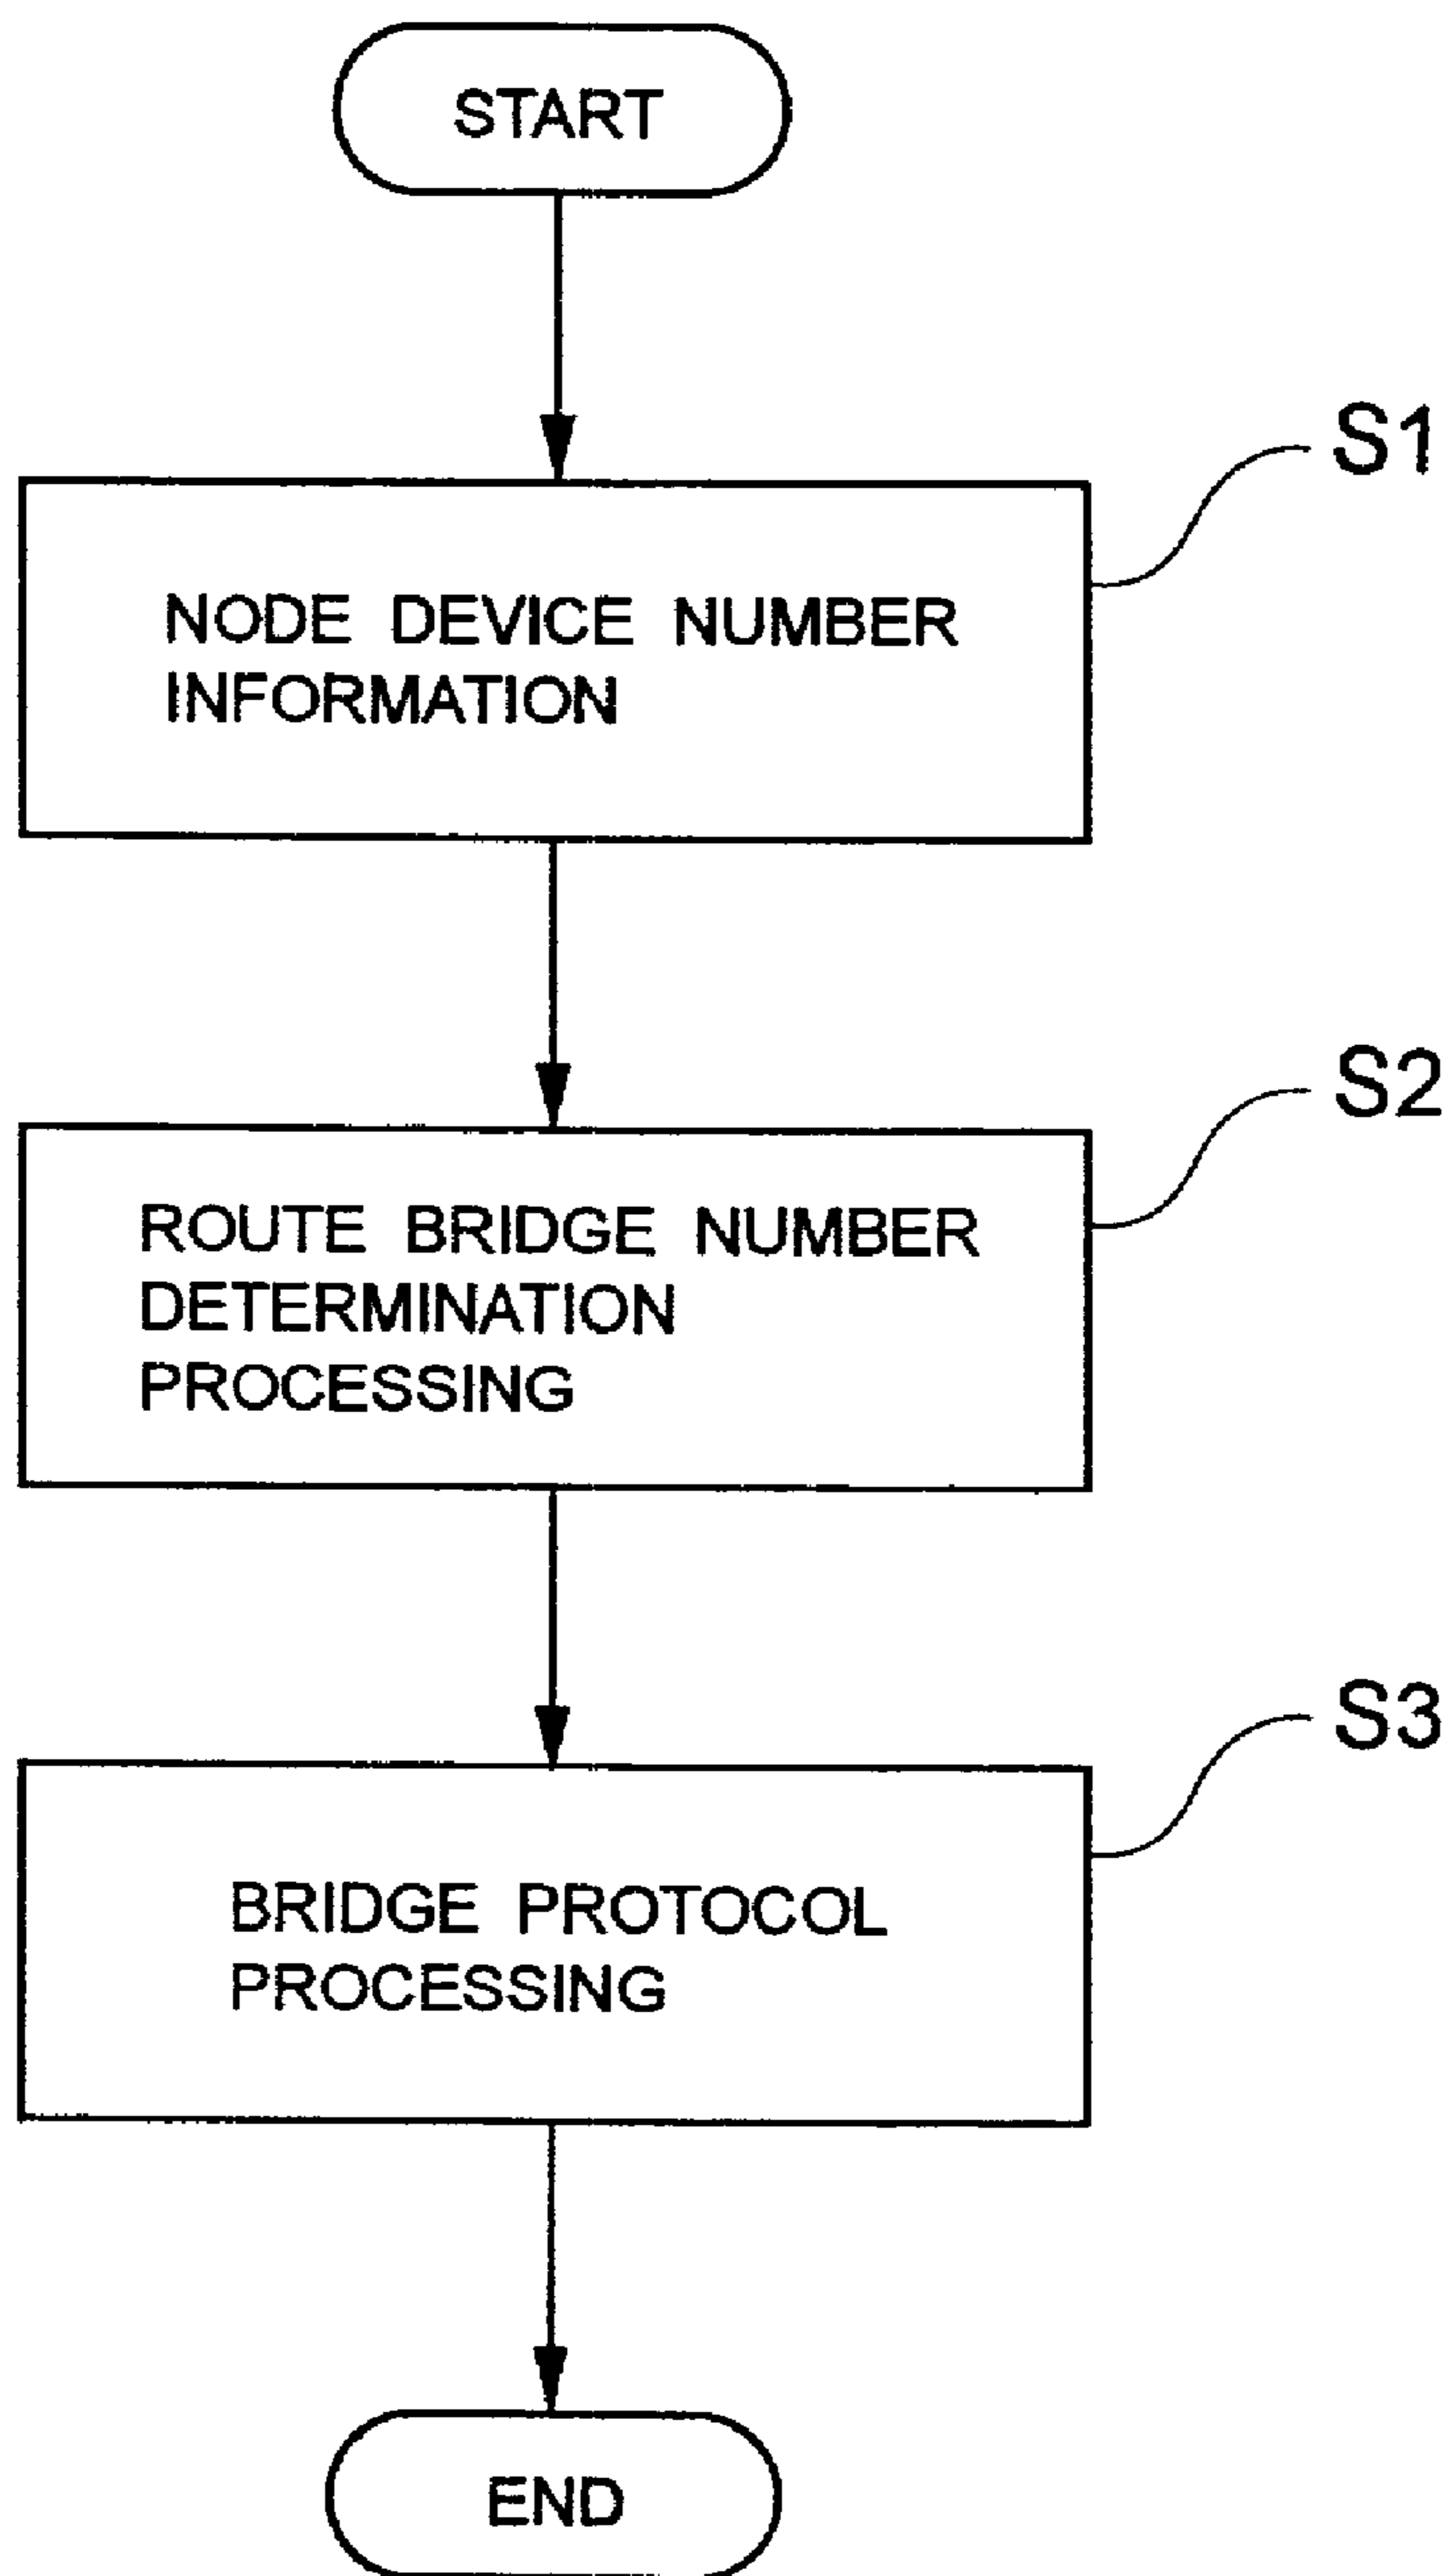 START
S1
NODE DEVICE NUMBER
INFORMATION
S2
ROUTE BRIDGE NUMBER
DETERMINATION
PROCESSING
S3
BRIDGE PROTOCOL
PROCESSING
END